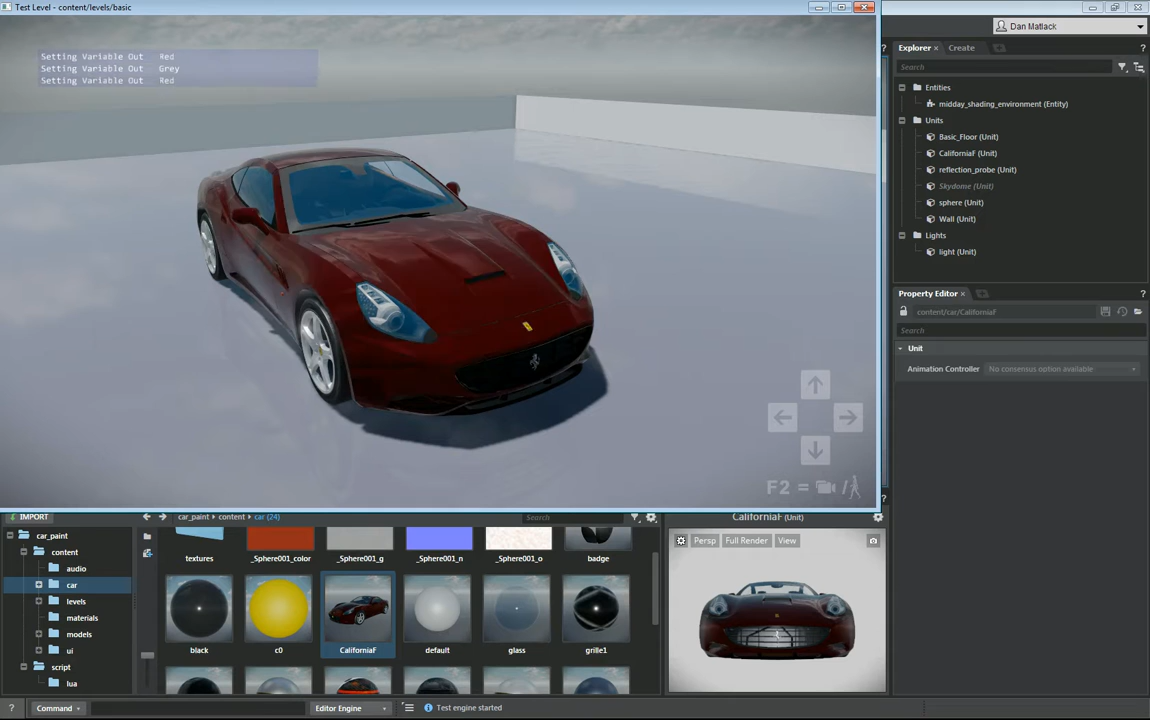 Test Level - content/levels/basic
Setting Variable Out   Red
Setting Variable Out   Grey
Setting Variable Out   Red
F2 =
Dan Matlack
Explorer
Create
Search
Entities
midday_shading_environment (Entity)
Units
Basic_Floor (Unit)
CaliforniaF (Unit)
reflection_probe (Unit)
Skydome (Unit)
sphere (Unit)
Wall (Unit)
Lights
light (Unit)
Property Editor
content/car/CaliforniaF
Search
Unit
Animation Controller   No consensus option available
IMPORT
car_paint
content
audio
car
levels
materials
models
ui
script
lua
car_paint   content   car (24)
Search
textures
_Sphere001_color
_Sphere001_g
_Sphere001_n
_Sphere001_o
badge
black
c0
CaliforniaF
default
glass
grille1
CaliforniaF (Unit)
Persp
Full Render
View
?
Command
Editor Engine
Test engine started